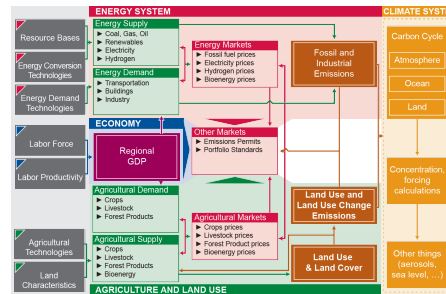 ENERGY SYSTEM
CLIMATE SYST
Resource Bases
Energy Conversion
Technologies
Energy Demand
Technologies
Labor Force
Labor Productivity
Agricultural
Technologies
Land
Characteristics
Energy Supply
Coal, Gas, Oil
Renewables
Electricity
Hydrogen
Energy Demand
Transportation
Buildings
Industry
Energy Markets
Fossil fuel prices
Electricity prices
Hydrogen prices
Bioenergy prices
Fossil and
Industrial
Emissions
ECONOMY
Regional
GDP
Other Markets
Emissions Permits
Portfolio Standards
Agricultural Demand
Crops
Livestock
Forest Products
Agricultural Supply
Crops
Livestock
Forest Products
Bioenergy
Agricultural Markets
Crops prices
Livestock prices
Forest Product prices
Bioenergy prices
Land Use and
Land Use Change
Emissions
Land Use
& Land Cover
Carbon Cycle
Atmosphere
Ocean
Land
Concentration,
forcing
calculations
Other things
(aerosols,
sea level, ...)
AGRICULTURE AND LAND USE